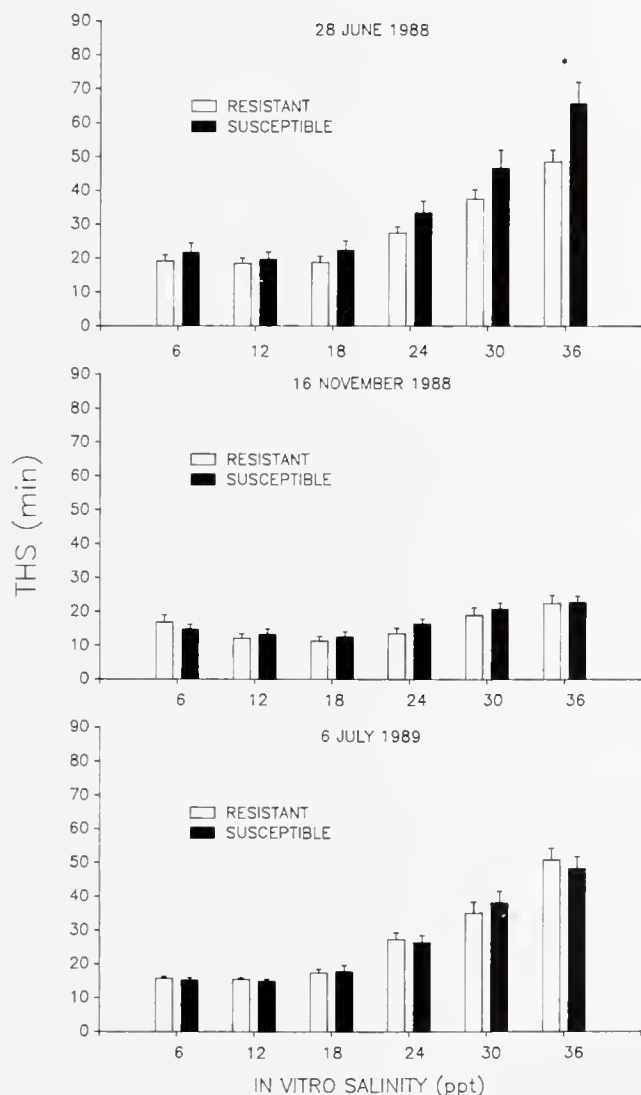 28 JUNE 1988
*
RESISTANT
SUSCEPTIBLE
90
80
70
60
50
40
30
20
10
0
6 12 18 24 30 36
16 NOVEMBER 1988
RESISTANT
SUSCEPTIBLE
90
80
70
60
50
40
30
20
10
0
6 12 18 24 30 36
THS (min)
6 JULY 1989
RESISTANT
SUSCEPTIBLE
90
80
70
60
50
40
30
20
10
0
6 12 18 24 30 36
IN VITRO SALINITY (ppt)